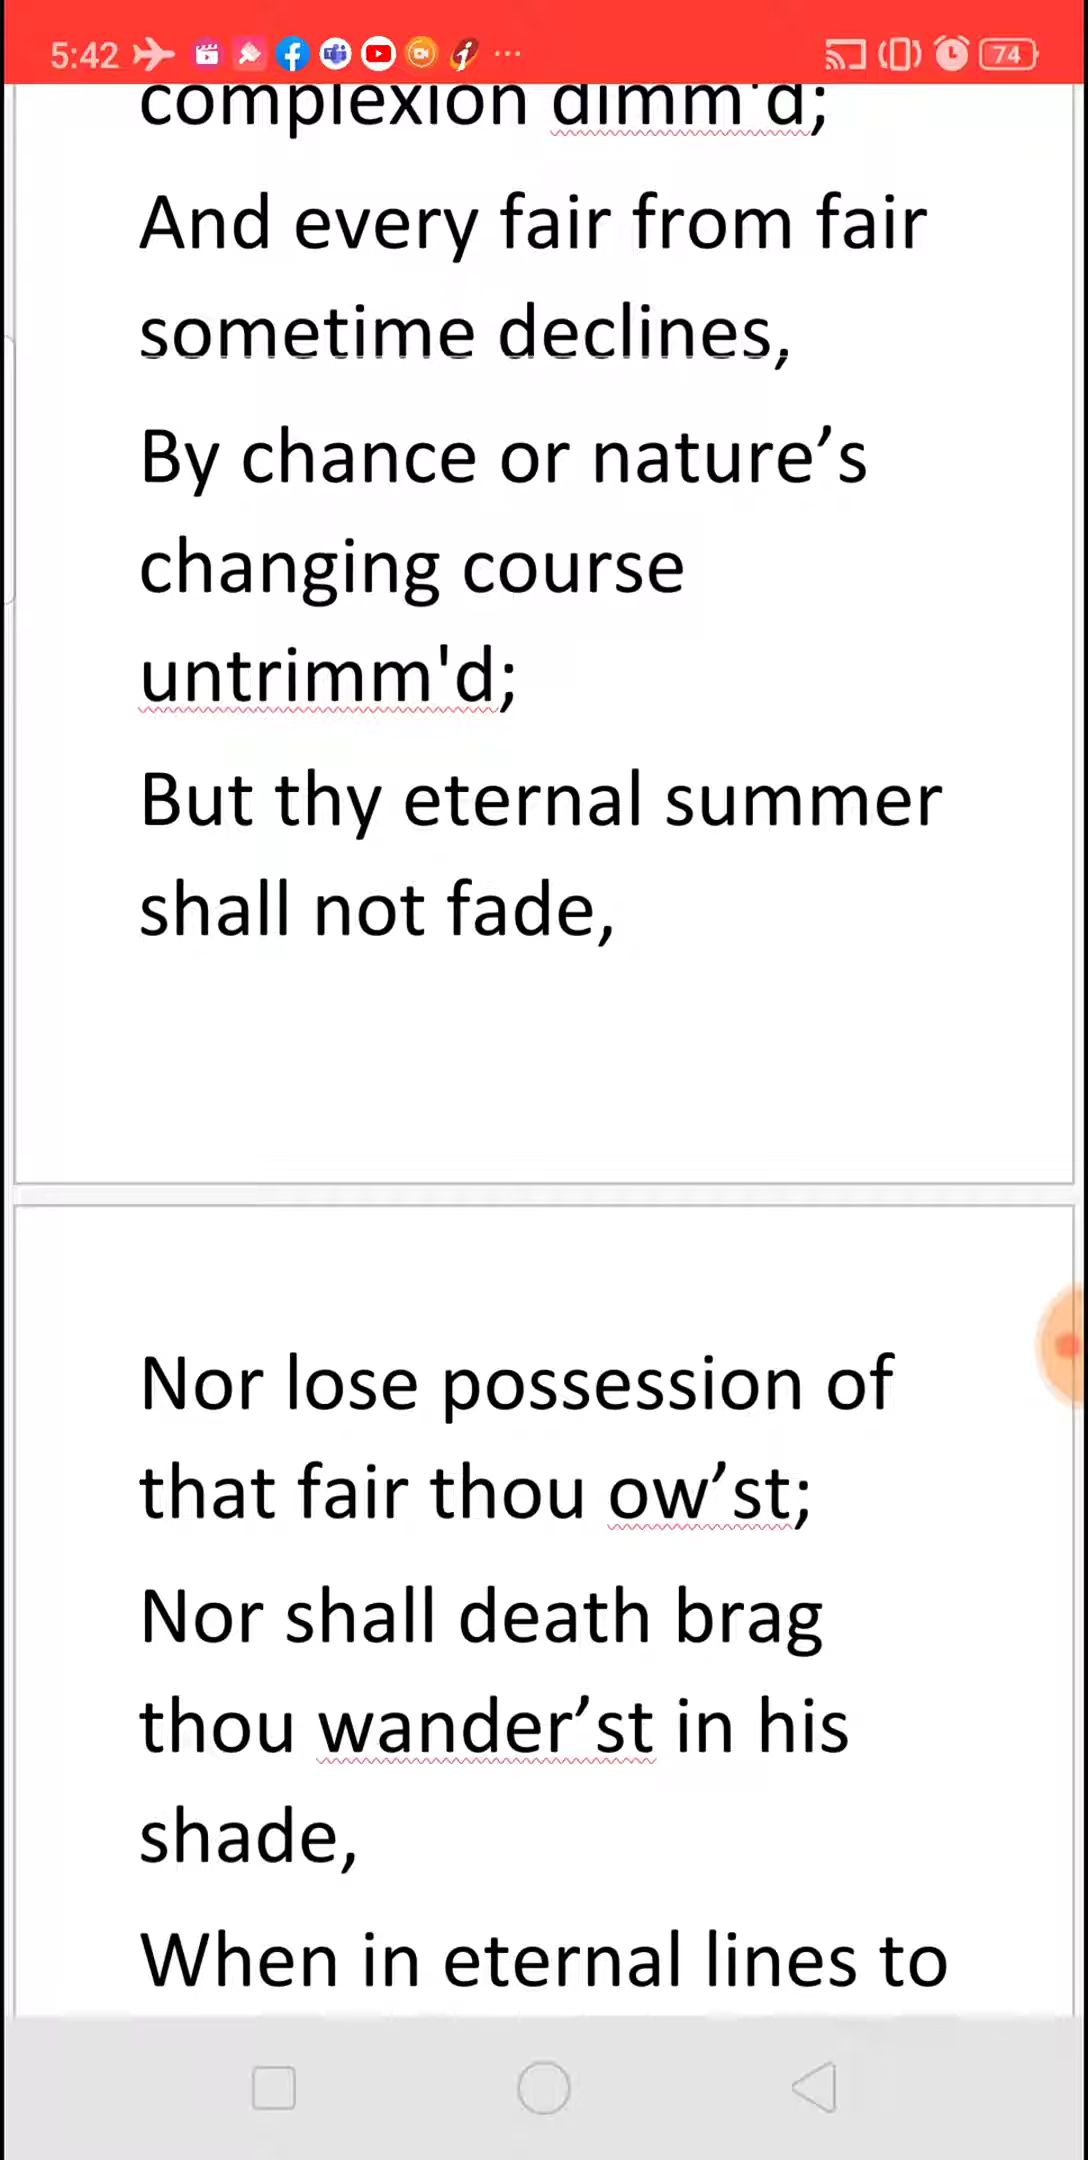 5:42
74
complexion dimm'd;
And every fair from fair
sometime declines,
By chance or nature’s
changing course
untrimm'd;
But thy eternal summer
shall not fade,
Nor lose possession of
that fair thou ow’st;
Nor shall death brag
thou wander’st in his
shade,
When in eternal lines to